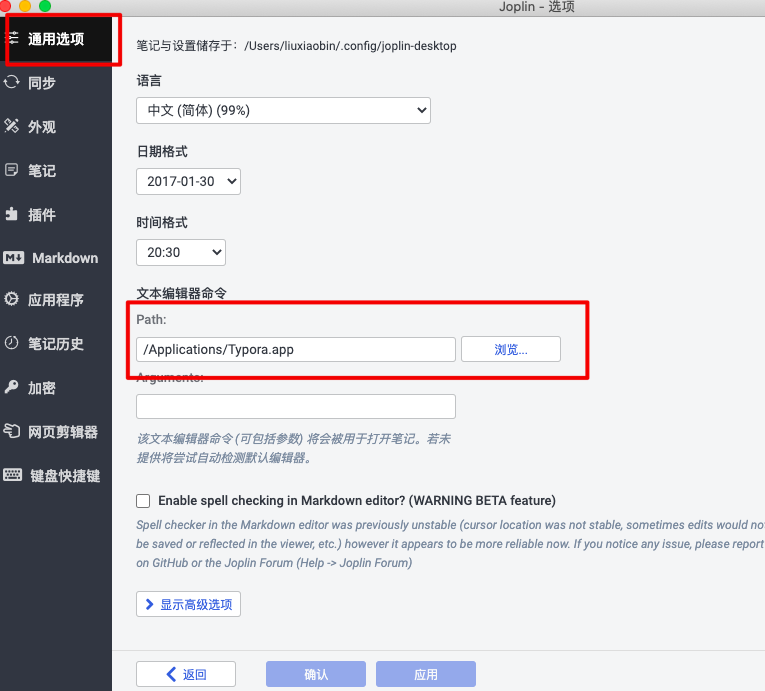 Joplin - 选项
通用选项
同步
外观
笔记
插件
Markdown
应用程序
笔记历史
加密
网页剪辑器
键盘快捷键
笔记与设置储存于：/Users/liuxiaobin/.config/joplin-desktop
语言
中文 (简体) (99%)
日期格式
2017-01-30
时间格式
20:30
文本编辑器命令
Path:
/Applications/Typora.app
浏览...
Arguments:
该文本编辑器命令 (可包括参数) 将会被用于打开笔记。若未
提供将尝试自动检测默认编辑器。
Enable spell checking in Markdown editor? (WARNING BETA feature)
Spell checker in the Markdown editor was previously unstable (cursor location was not stable, sometimes edits would not
be saved or reflected in the viewer, etc.) however it appears to be more reliable now. If you notice any issue, please report
on GitHub or the Joplin Forum (Help -> Joplin Forum)
显示高级选项
返回
确认
应用